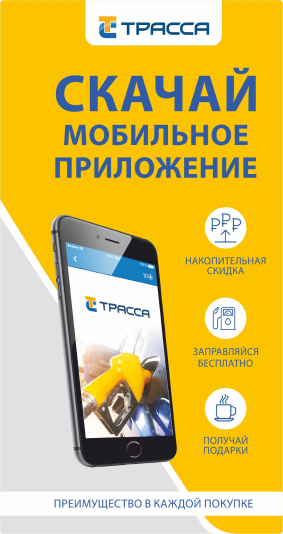 ТРАССА
СКАЧАЙ
МОБИЛЬНОЕ
ПРИЛОЖЕНИЕ
НАКОПИТЕЛЬНАЯ
СКИДКА
ТРАССА
ЗАПРАВЛЯЙСЯ
БЕСПЛАТНО
ПОЛУЧАЙ
ПОДАРКИ
ПРЕИМУЩЕСТВО В КАЖДОЙ ПОКУПКЕ